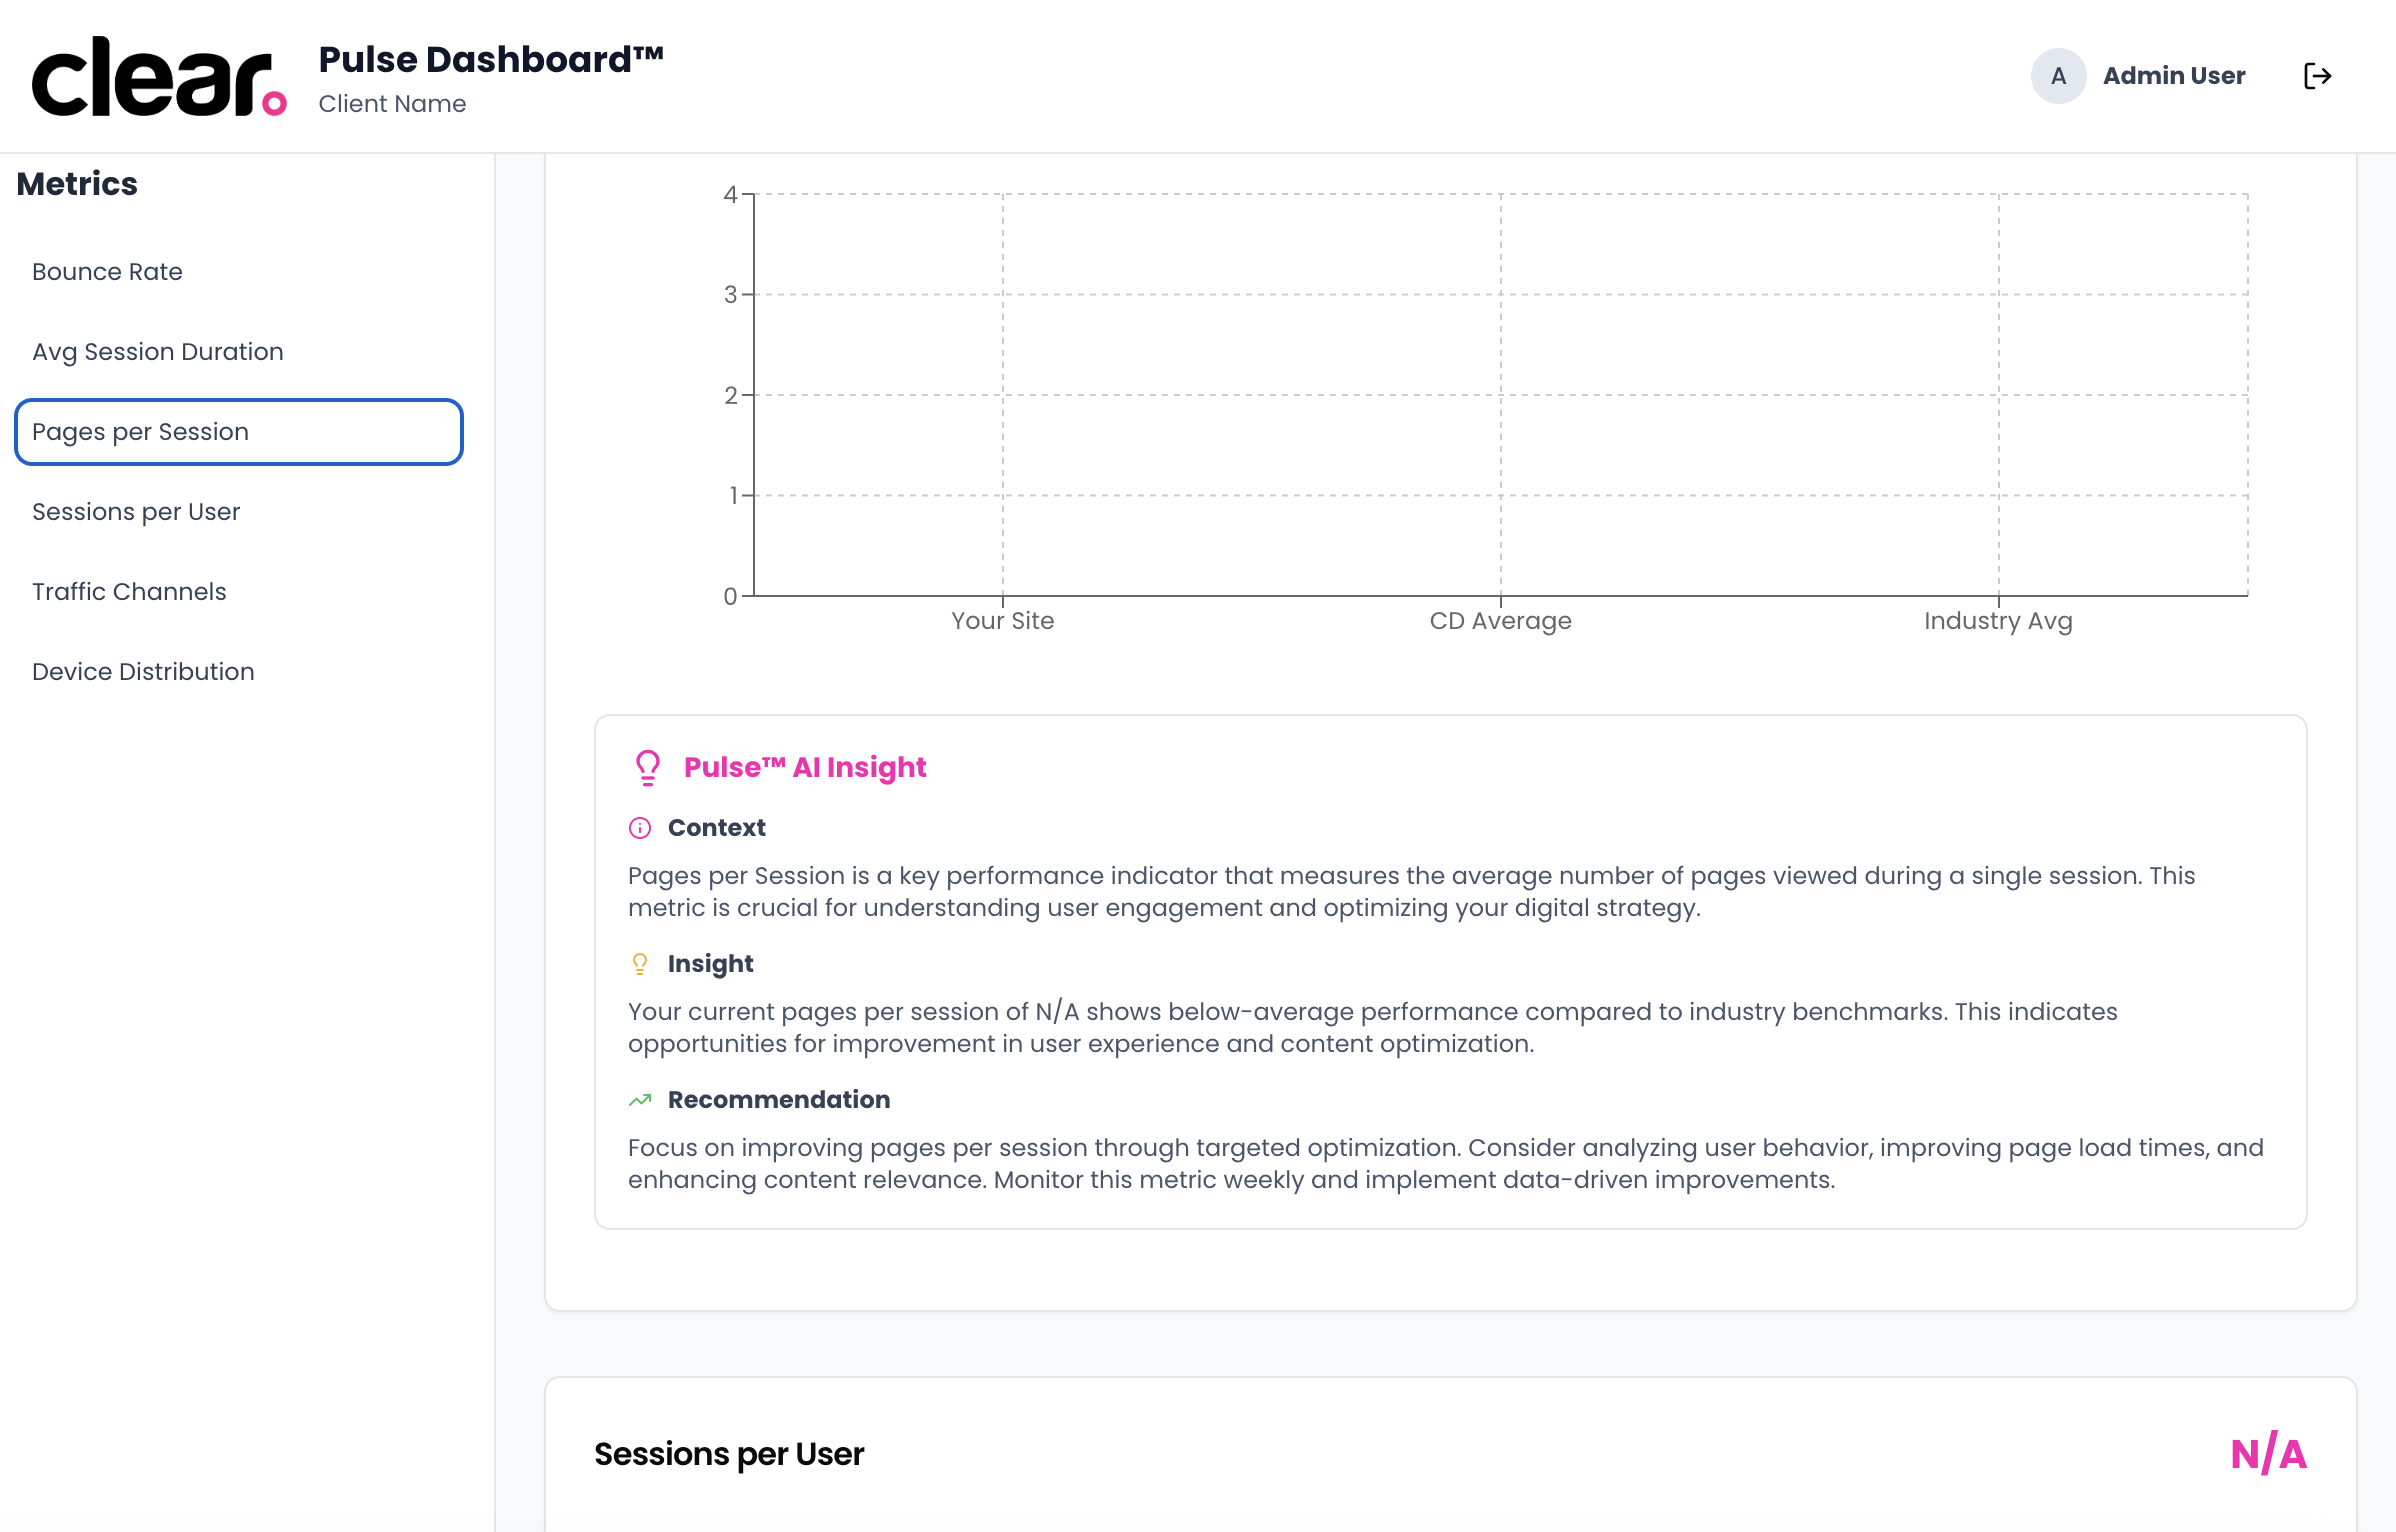 clear.
Pulse Dashboard™
Client Name
A
Admin User
Metrics
Bounce Rate
Avg Session Duration
Pages per Session
Sessions per User
Traffic Channels
Device Distribution
4
3
2
1
0
Your Site
CD Average
Industry Avg
Pulse™ AI Insight
Context
Pages per Session is a key performance indicator that measures the average number of pages viewed during a single session. This
metric is crucial for understanding user engagement and optimizing your digital strategy.
Insight
Your current pages per session of N/A shows below-average performance compared to industry benchmarks. This indicates
opportunities for improvement in user experience and content optimization.
Recommendation
Focus on improving pages per session through targeted optimization. Consider analyzing user behavior, improving page load times, and
enhancing content relevance. Monitor this metric weekly and implement data-driven improvements.
Sessions per User
N/A